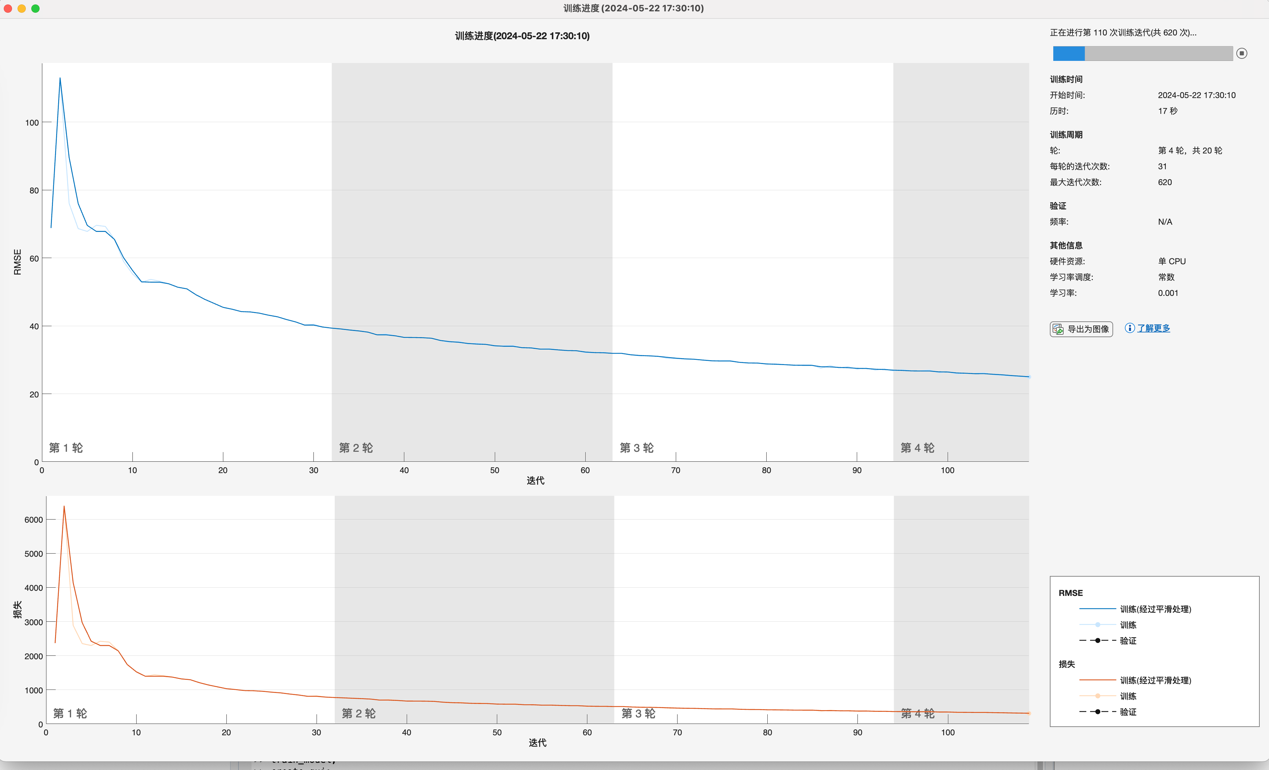 训练进度 (2024-05-22 17:30:10)
训练进度(2024-05-22 17:30:10)
RMSE
100
80
60
40
20
0
第 1 轮
第 2 轮
第 3 轮
第 4 轮
0 10 20 30 40 50 60 70 80 90 100
迭代
损失
6000
5000
4000
3000
2000
1000
0
第 1 轮
第 2 轮
第 3 轮
第 4 轮
0 10 20 30 40 50 60 70 80 90 100
迭代
正在进行第 110 次训练迭代(共 620 次)...
训练时间
开始时间: 2024-05-22 17:30:10
历时: 17 秒
训练周期
轮: 第 4 轮，共 20 轮
每轮的迭代次数: 31
最大迭代次数: 620
验证
频率: N/A
其他信息
硬件资源: 单 CPU
学习率调度: 常数
学习率: 0.001
导出为图像 了解更多
RMSE
训练(经过平滑处理)
训练
验证
损失
训练(经过平滑处理)
训练
验证